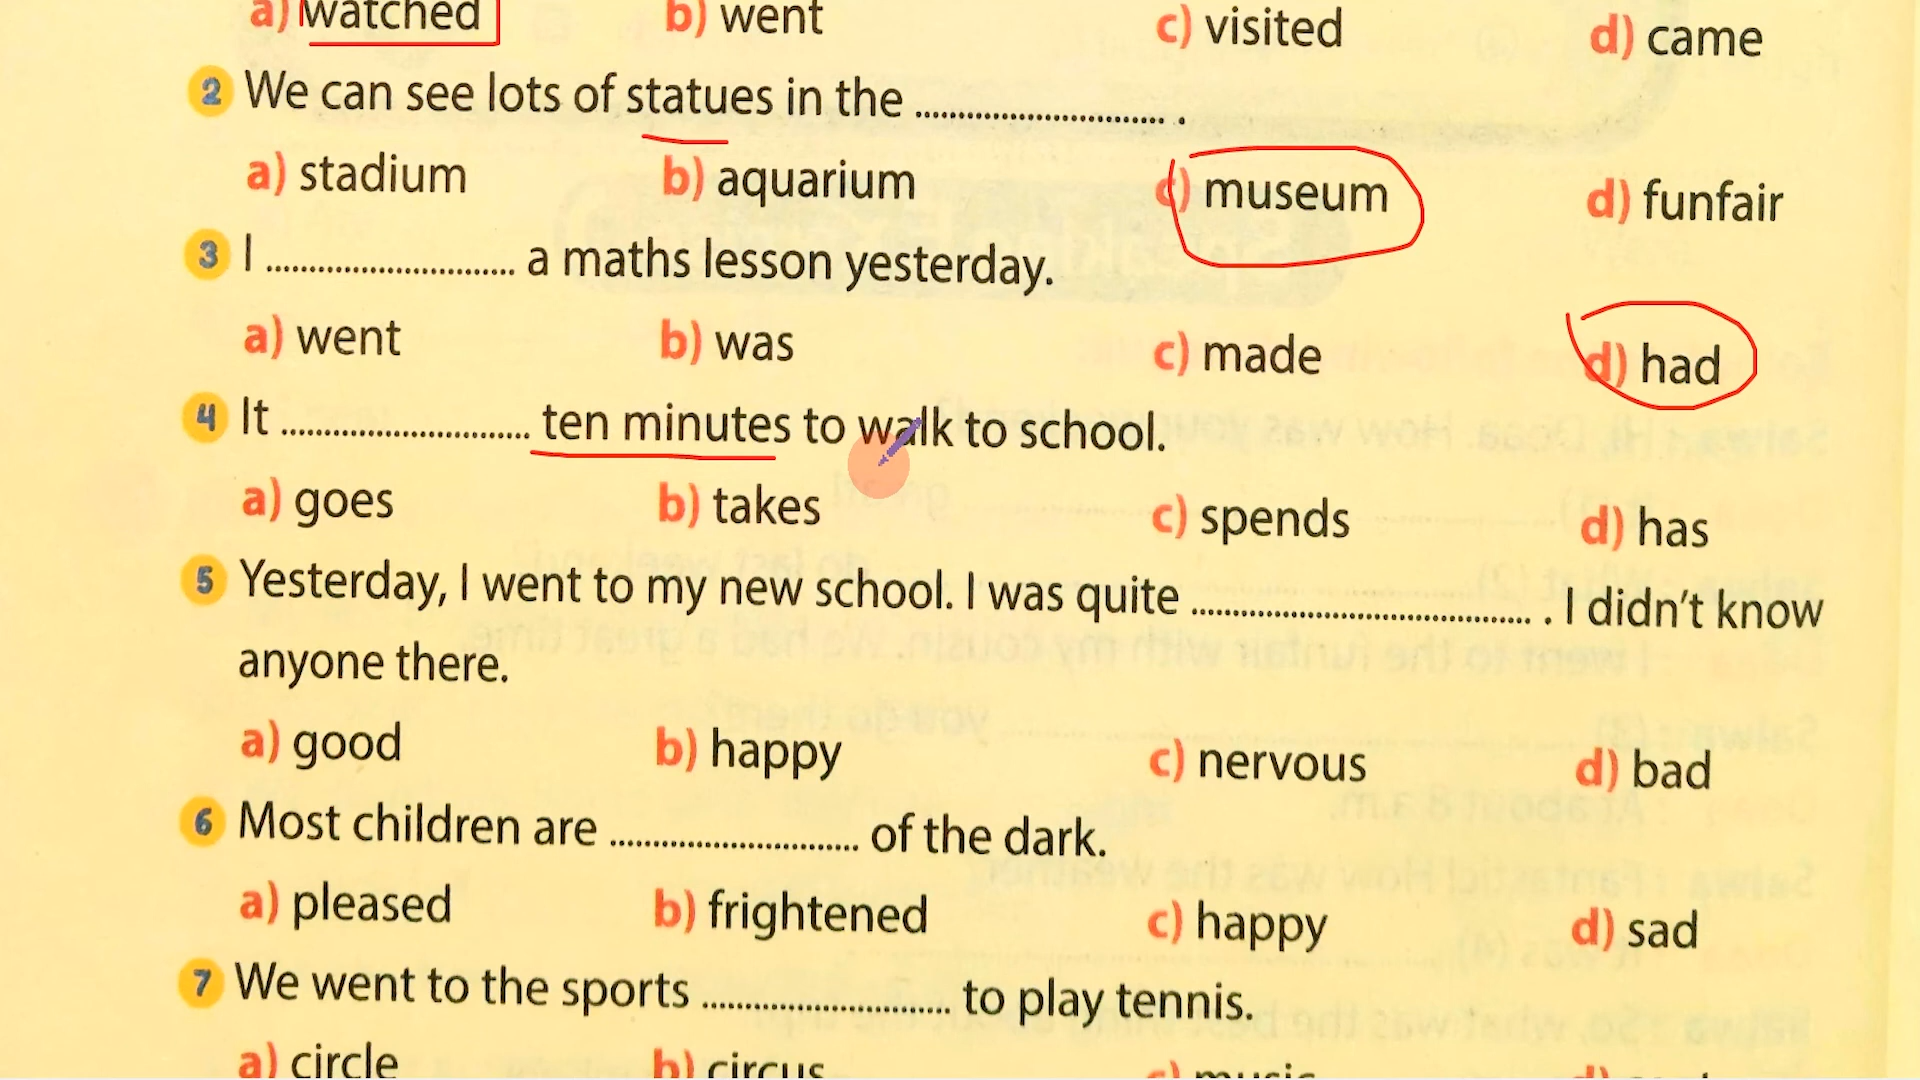 a) watched b) went c) visited d) came
2 We can see lots of statues in the .............................. .
a) stadium b) aquarium c) museum d) funfair
3 I .............................. a maths lesson yesterday.
a) went b) was c) made d) had
4 It .............................. ten minutes to walk to school.
a) goes b) takes c) spends d) has
5 Yesterday, I went to my new school. I was quite .......................................... . I didn't know
anyone there.
a) good b) happy c) nervous d) bad
6 Most children are .............................. of the dark.
a) pleased b) frightened c) happy d) sad
7 We went to the sports .............................. to play tennis.
a) circle b) circus c) music d)